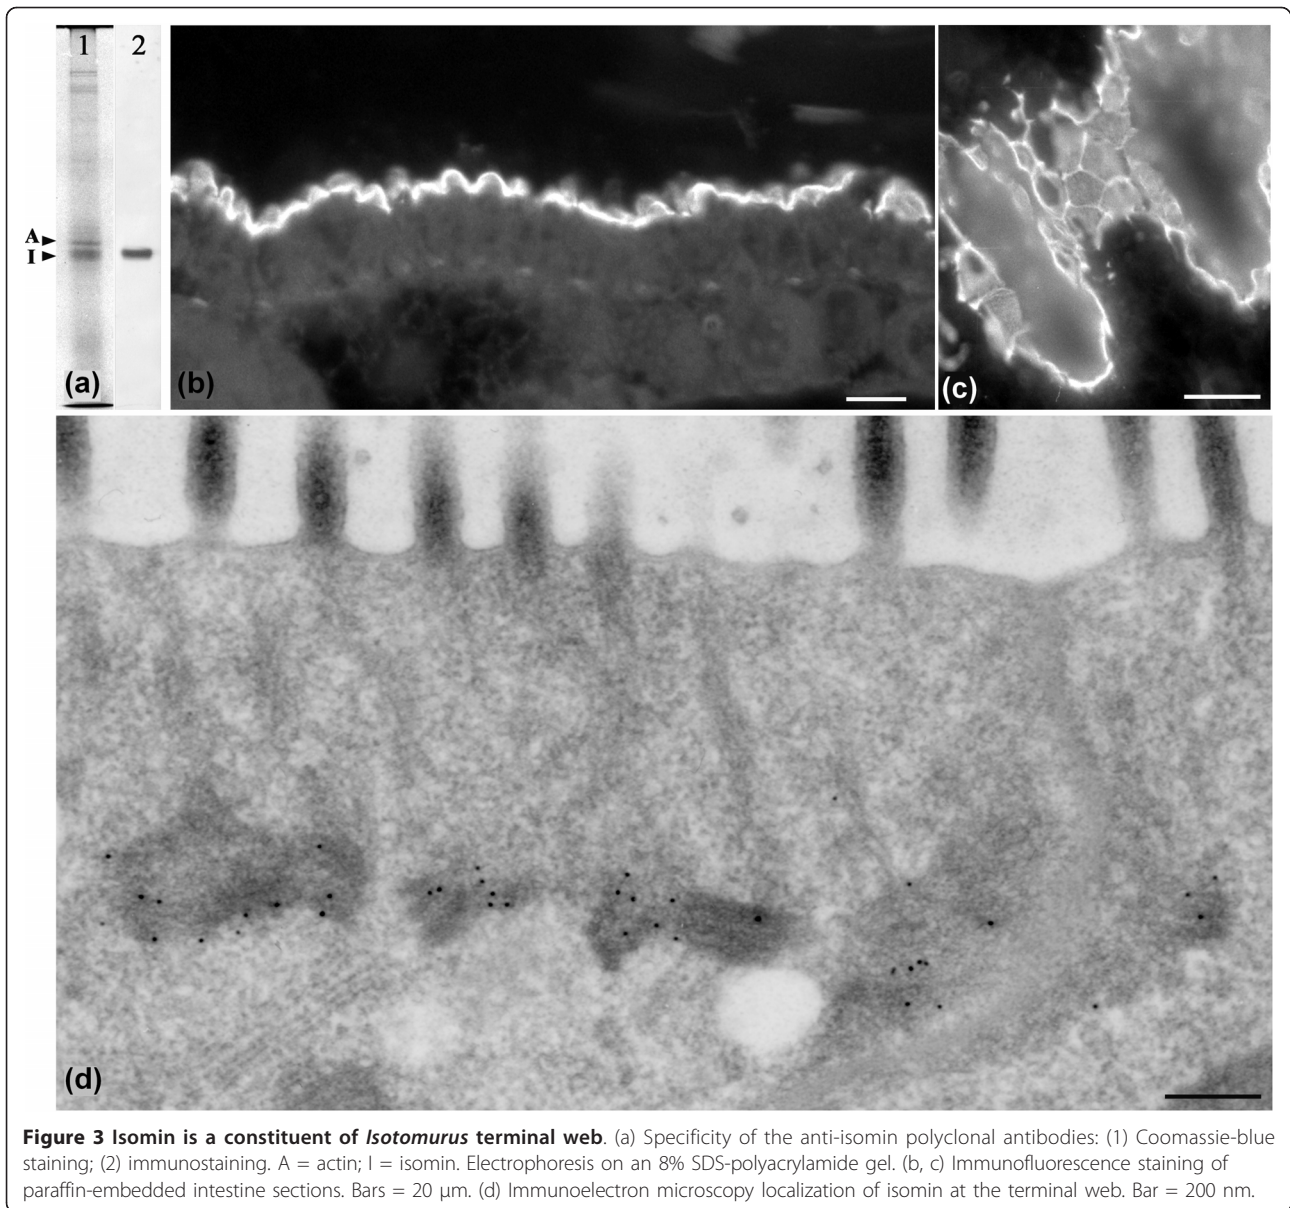 1 2
A
I
(a)
(b)
(c)
(d)
Figure 3 Isomin is a constituent of Isotomurus terminal web. (a) Specificity of the anti-isomin polyclonal antibodies: (1) Coomassie-blue
staining; (2) immunostaining. A = actin; I = isomin. Electrophoresis on an 8% SDS-polyacrylamide gel. (b, c) Immunofluorescence staining of
paraffin-embedded intestine sections. Bars = 20 μm. (d) Immunoelectron microscopy localization of isomin at the terminal web. Bar = 200 nm.